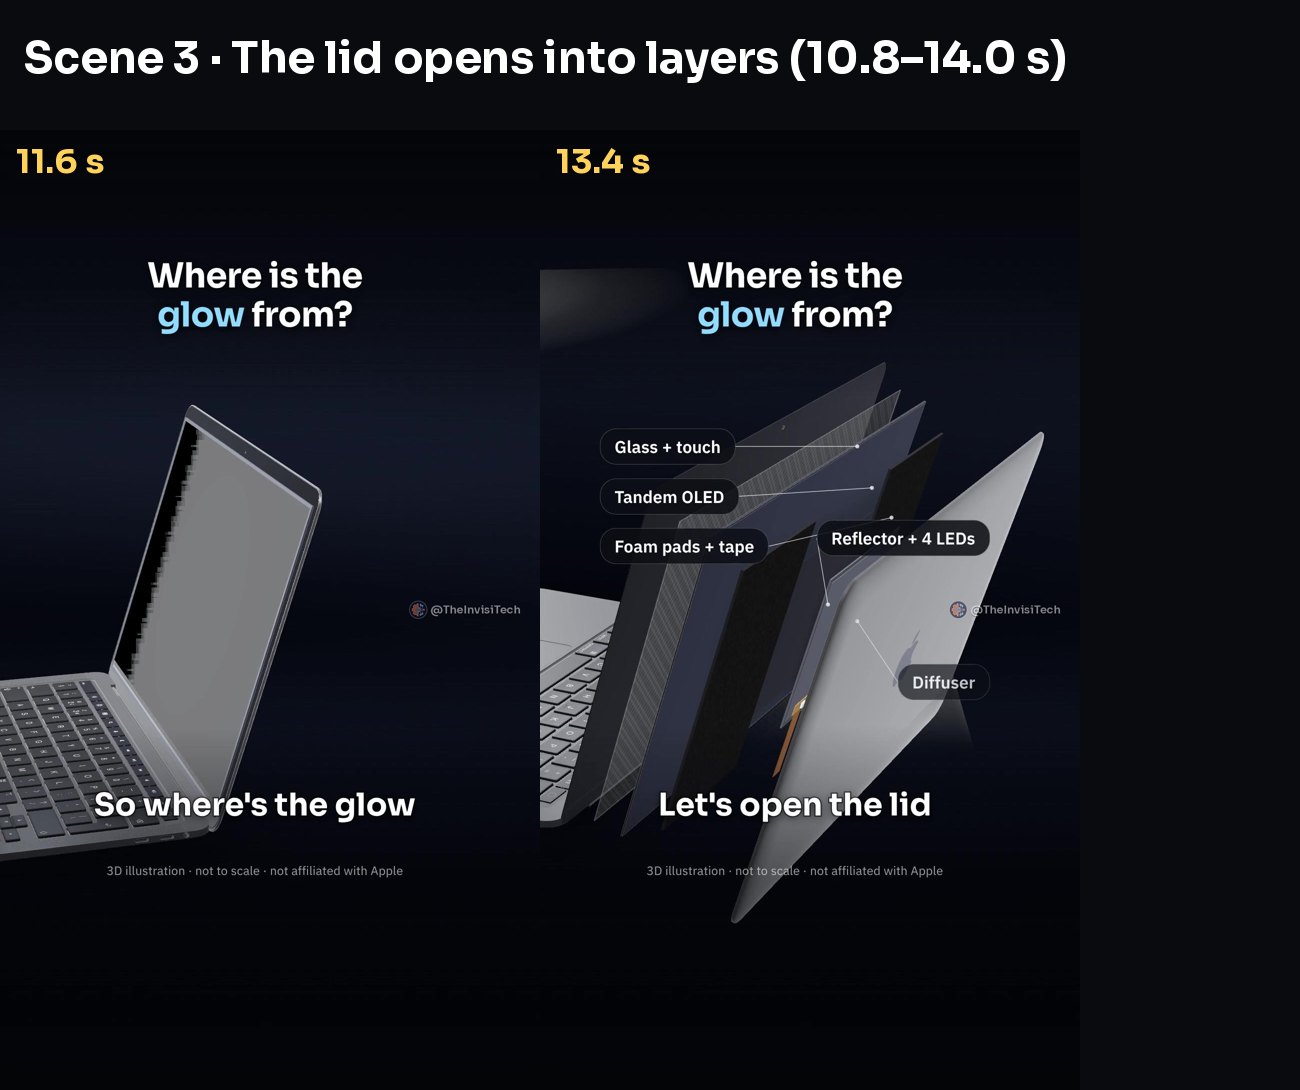 Scene 3 · The lid opens into layers (10.8–14.0 s)
11.6 s
Where is the
glow from?
@TheInvisiTech
So where's the glow
3D illustration · not to scale · not affiliated with Apple
13.4 s
Where is the
glow from?
Glass + touch
Tandem OLED
Foam pads + tape
Reflector + 4 LEDs
@TheInvisiTech
Diffuser
Let's open the lid
3D illustration · not to scale · not affiliated with Apple